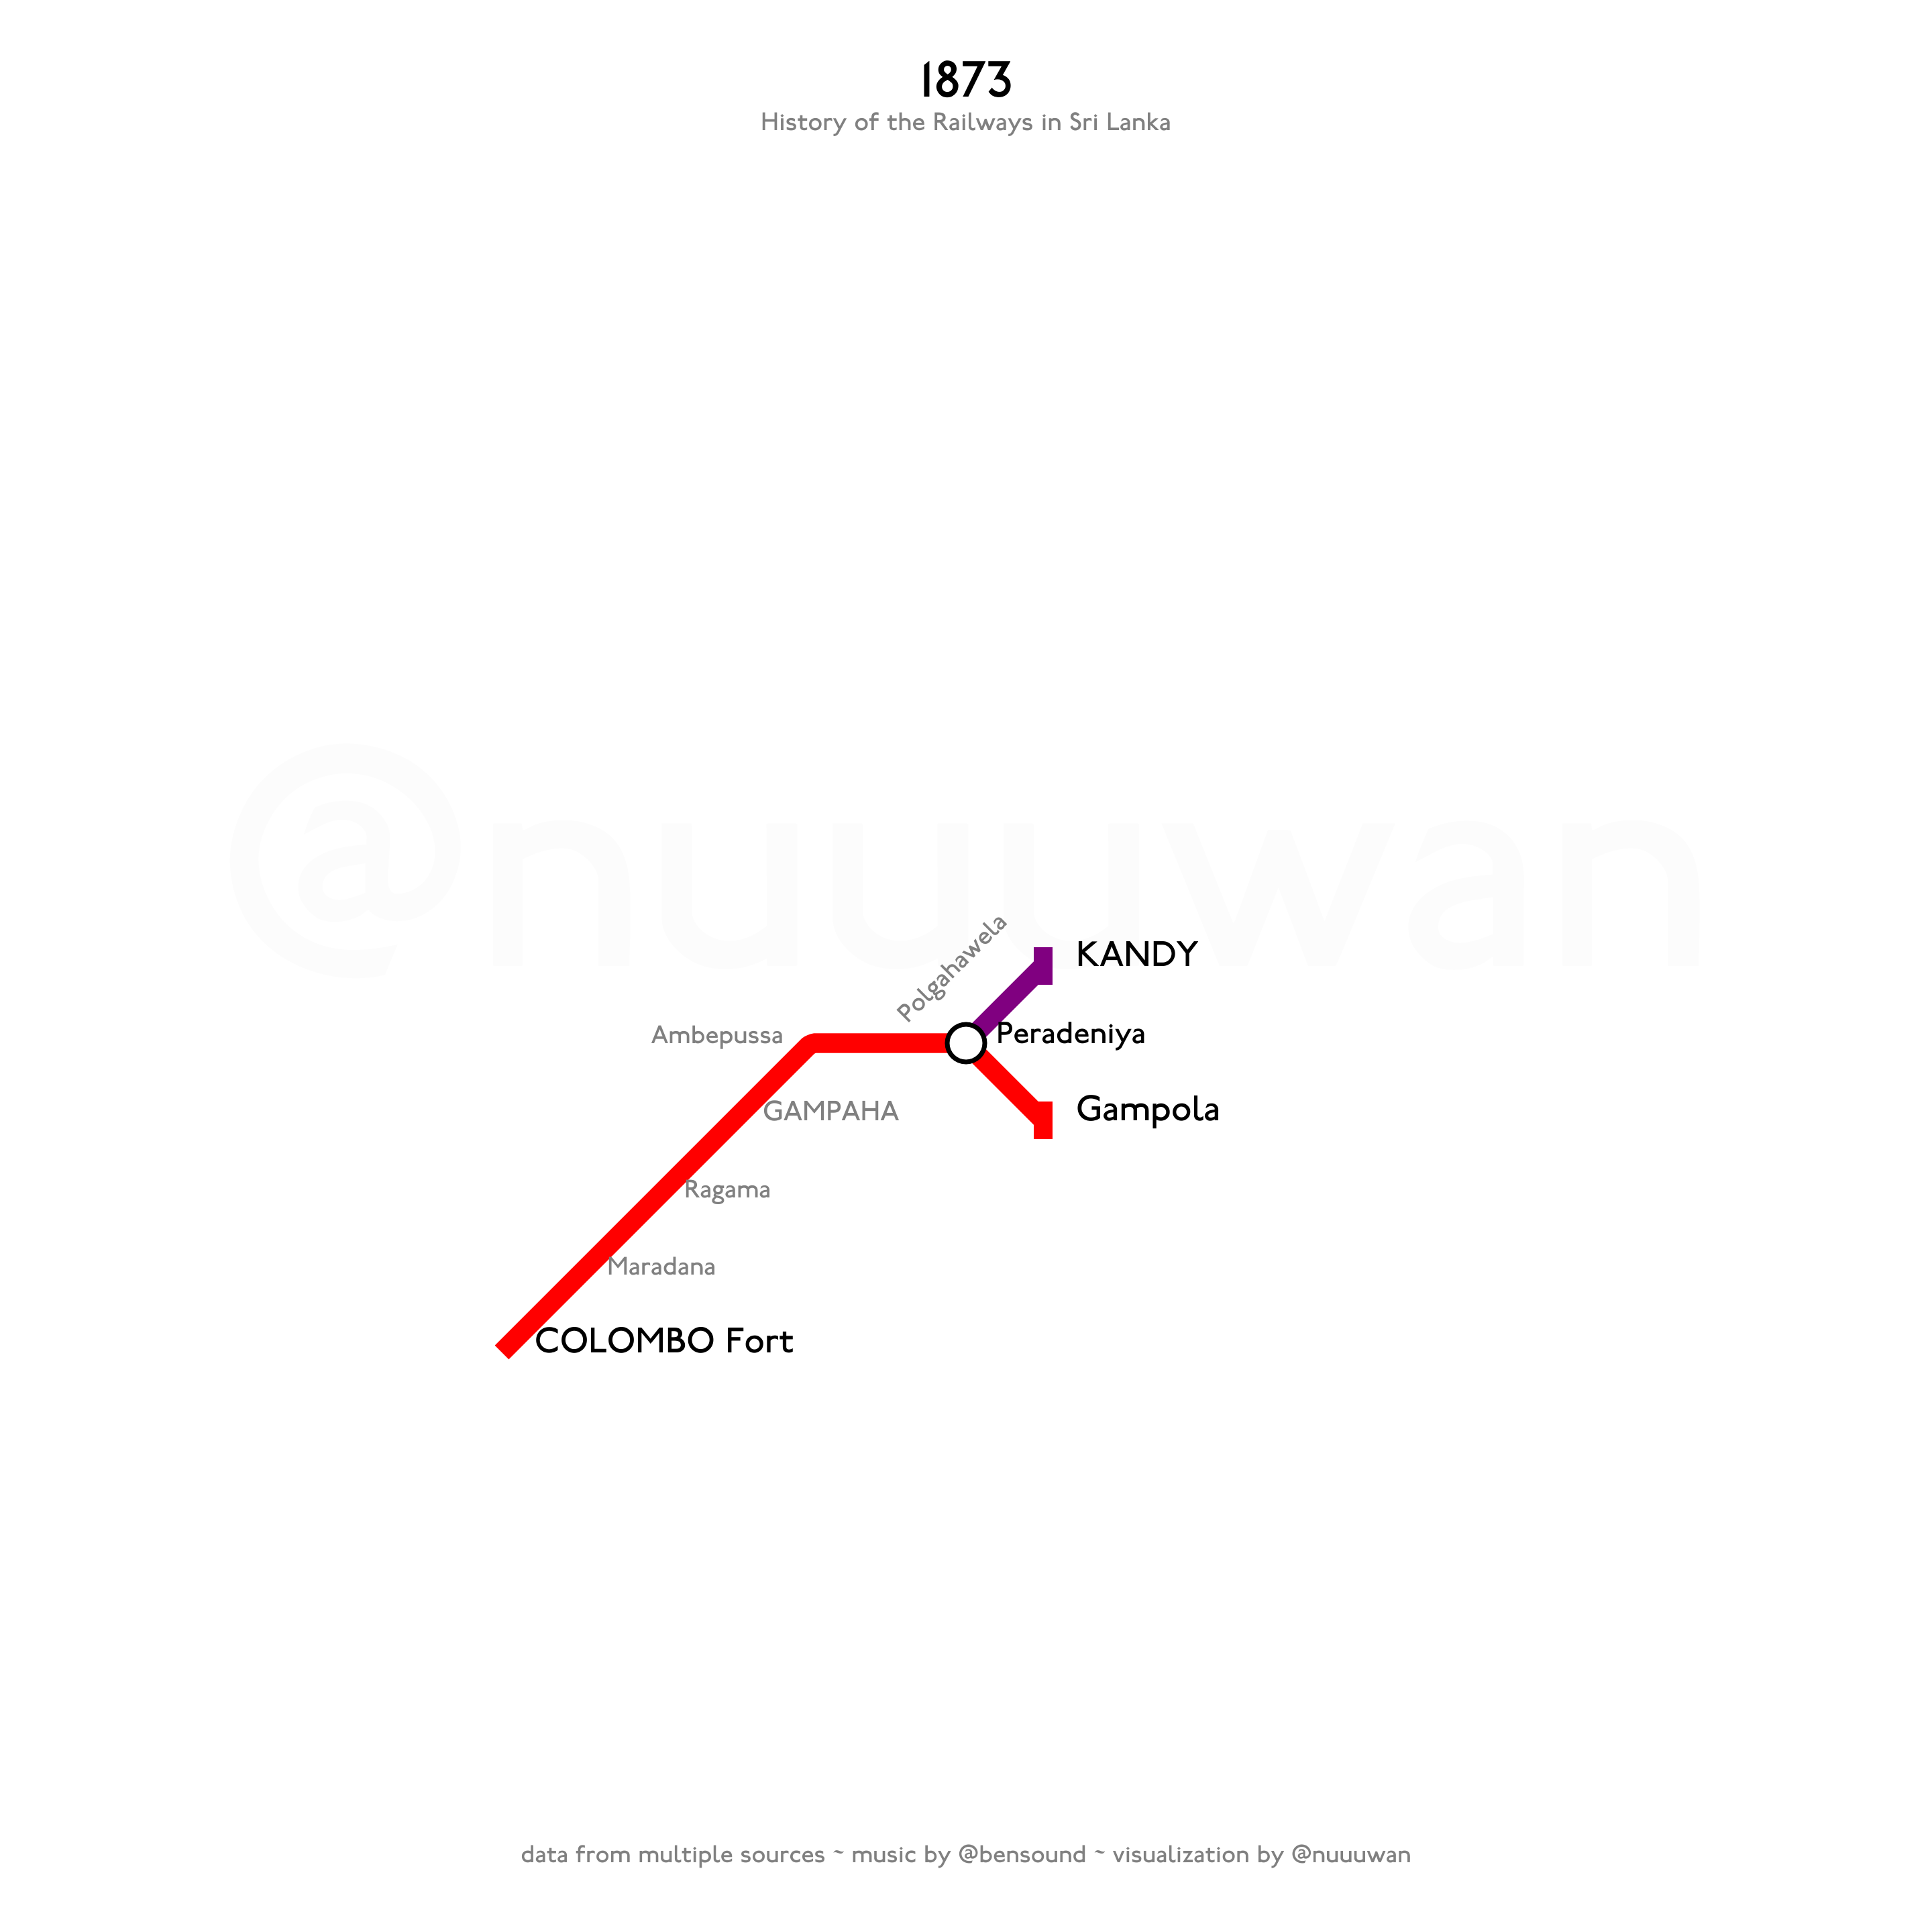 1873
History of the Railways in Sri Lanka
@nuuuwan
Polgahawela
KANDY
Ambepussa
Peradeniya
GAMPAHA
Gampola
Ragama
Maradana
COLOMBO Fort
data from multiple sources ~ music by @bensound ~ visualization by @nuuuwan